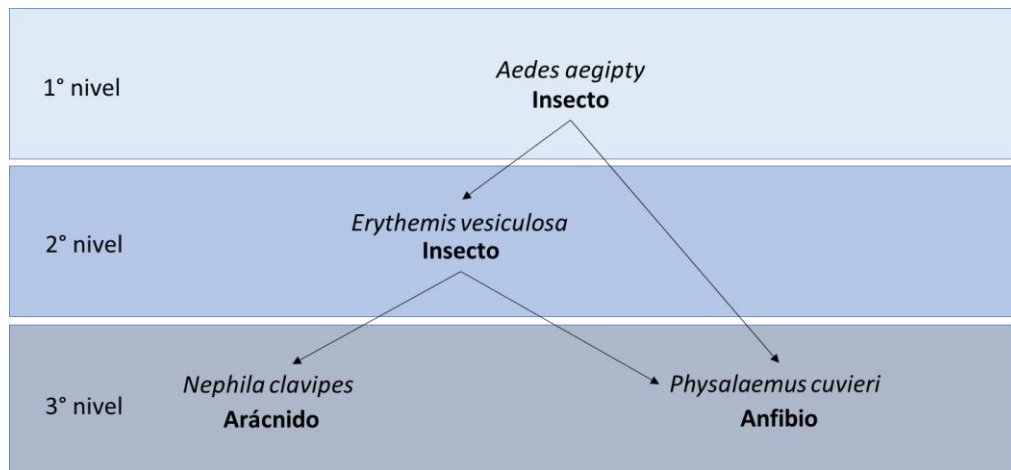 1° nivel
Aedes aegipty
Insecto
2° nivel
Erythemis vesiculosa
Insecto
3° nivel
Nephila clavipes
Arácnido
Physalaemus cuvieri
Anfibio